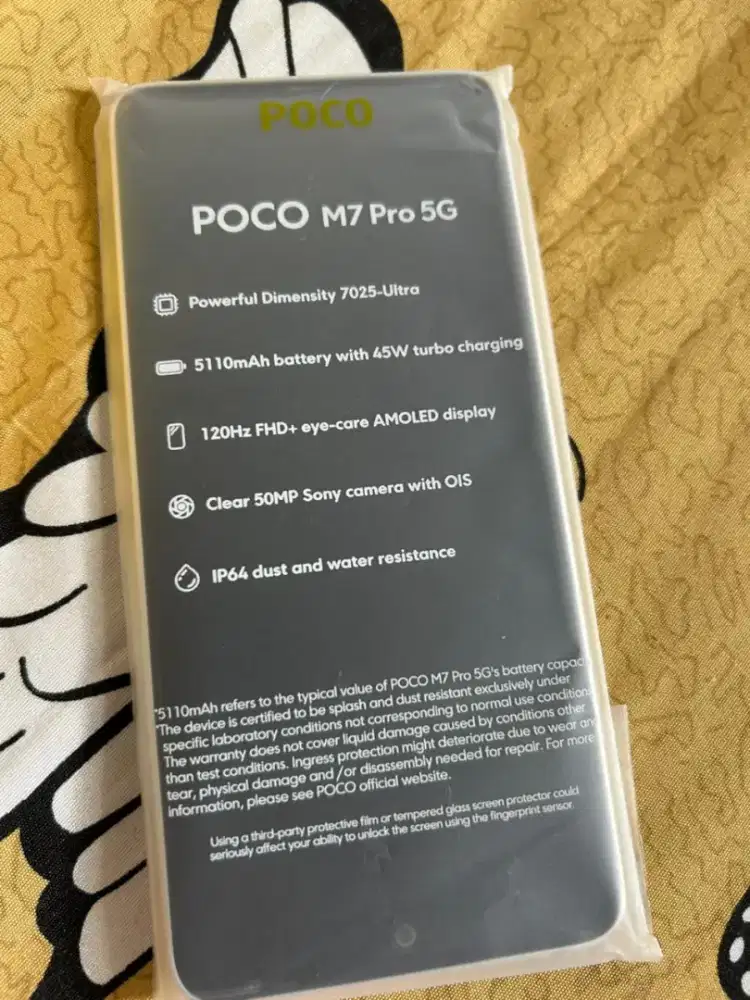 POCO
POCO M7 Pro 5G
Powerful Dimensity 7025-Ultra
5110mAh battery with 45W turbo charging
120Hz FHD+ eye-care AMOLED display
Clear 50MP Sony camera with OIS
IP64 dust and water resistance
*5110mAh refers to the typical value of POCO M7 Pro 5G's battery capac
*The device is certified to be splash and dust resistant exclusively under
specific laboratory conditions not corresponding to normal use condition
The warranty does not cover liquid damage caused by conditions other
than test conditions. Ingress protection might deteriorate due to wear an
tear, physical damage and /or disassembly needed for repair. For more
information, please see POCO official website.
Using a third-party protective film or tempered glass screen protector could
seriously affect your ability to unlock the screen using the fingerprint sensor.